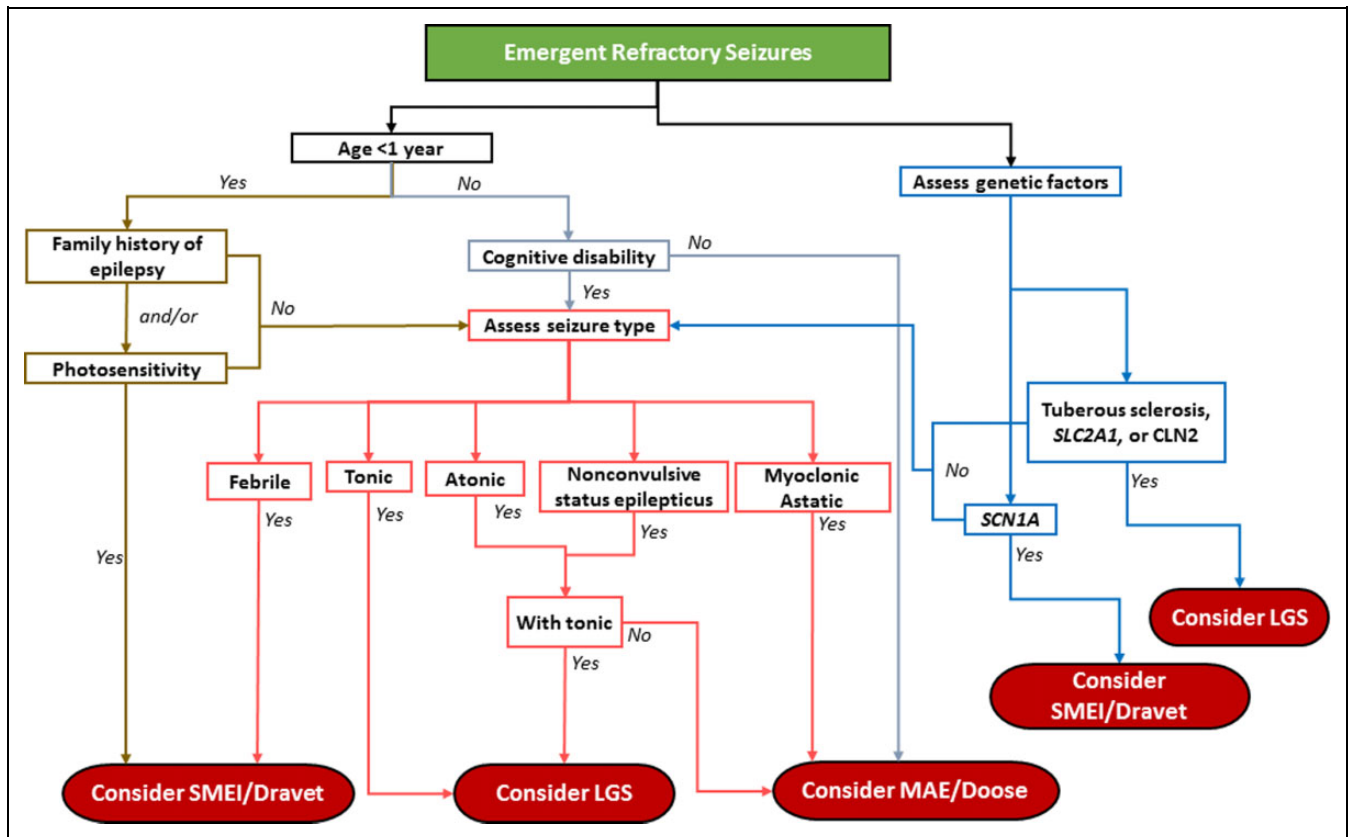 Emergent Refractory Seizures
Age <1 year
Assess genetic factors
Yes
No
Family history of
epilepsy
Cognitive disability
No
and/or
No
Yes
Assess seizure type
Photosensitivity
Tuberous sclerosis,
SLC2A1, or CLN2
No
Yes
Febrile
Tonic
Atonic
Nonconvulsive
status epilepticus
Myoclonic
Astatic
Yes
Yes
Yes
Yes
Yes
SCN1A
Yes
Yes
With tonic
No
Yes
Consider LGS
Consider
SMEI/Dravet
Consider SMEI/Dravet
Consider LGS
Consider MAE/Doose